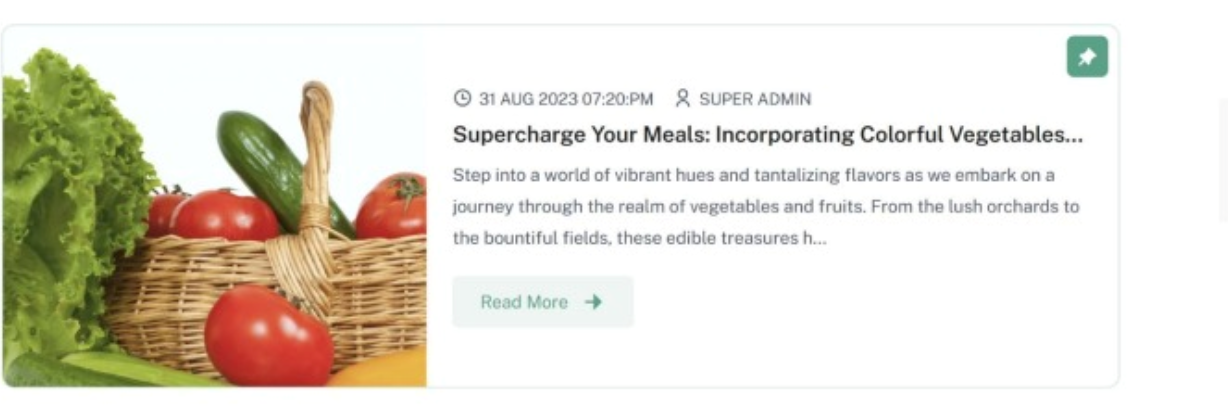 31 AUG 2023 07:20:PM SUPER ADMIN
Supercharge Your Meals: Incorporating Colorful Vegetables...
Step into a world of vibrant hues and tantalizing flavors as we embark on a
journey through the realm of vegetables and fruits. From the lush orchards to
the bountiful fields, these edible treasures h...
Read More